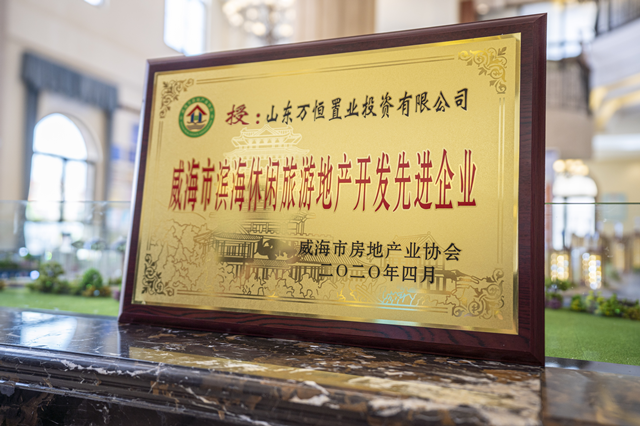 授：山东万恒置业投资有限公司
威海市滨海休闲旅游地产开发先进企业
威海市房地产业协会
二〇二〇年四月